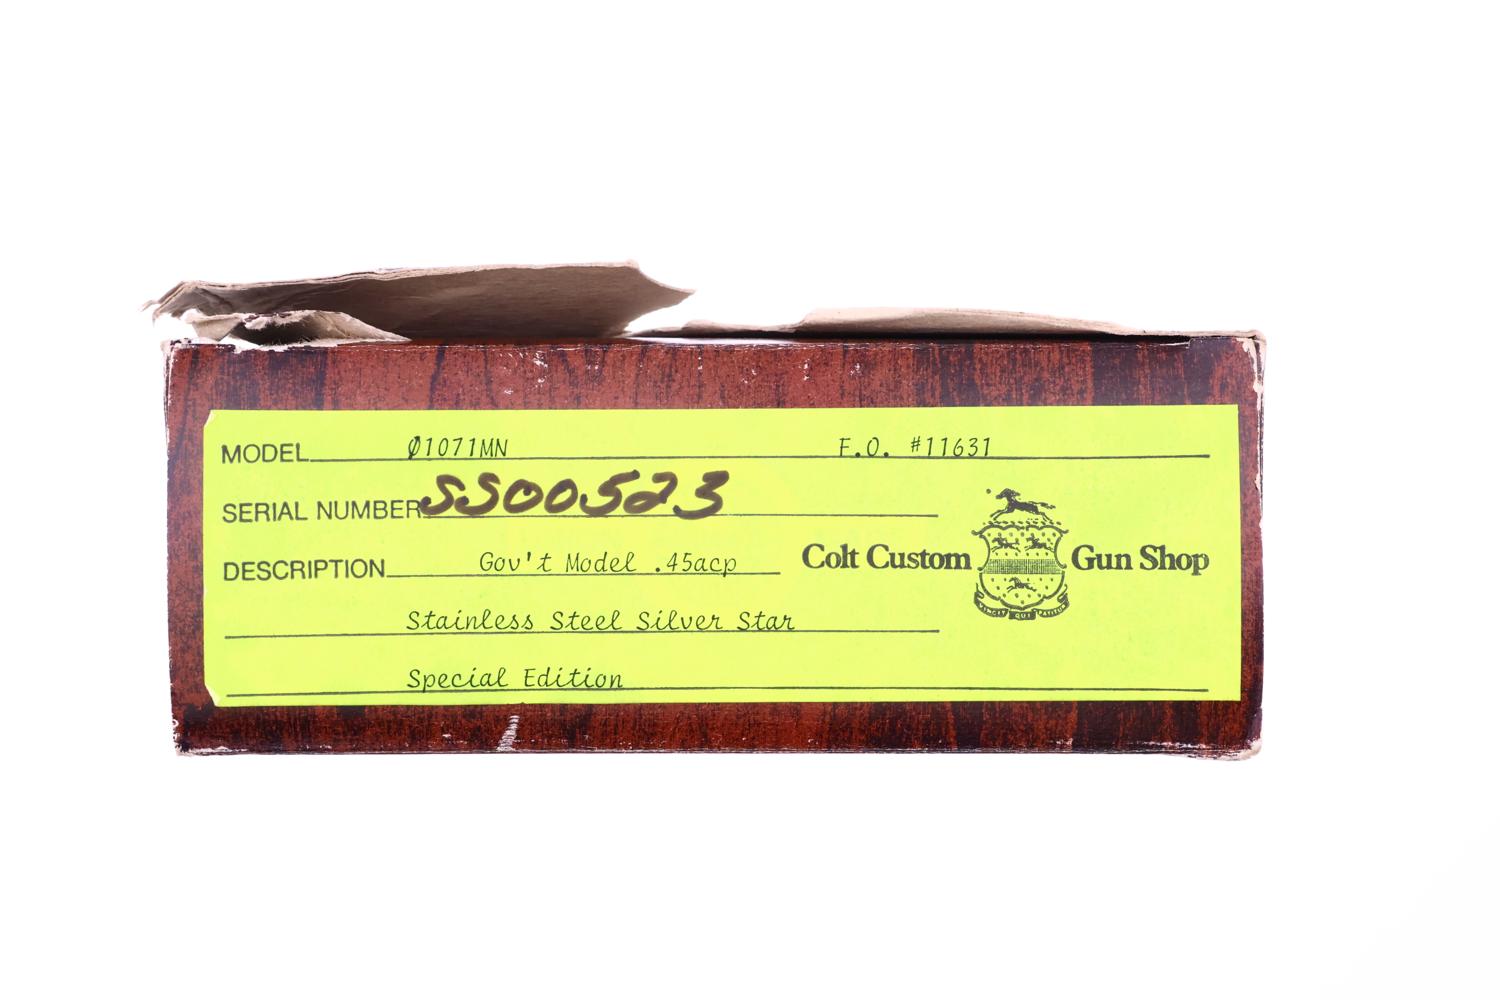 MODEL 01071MN F.O. #11631
SERIAL NUMBER SS00523
DESCRIPTION Gov't Model .45acp
Colt Custom Gun Shop
Stainless Steel Silver Star
Special Edition